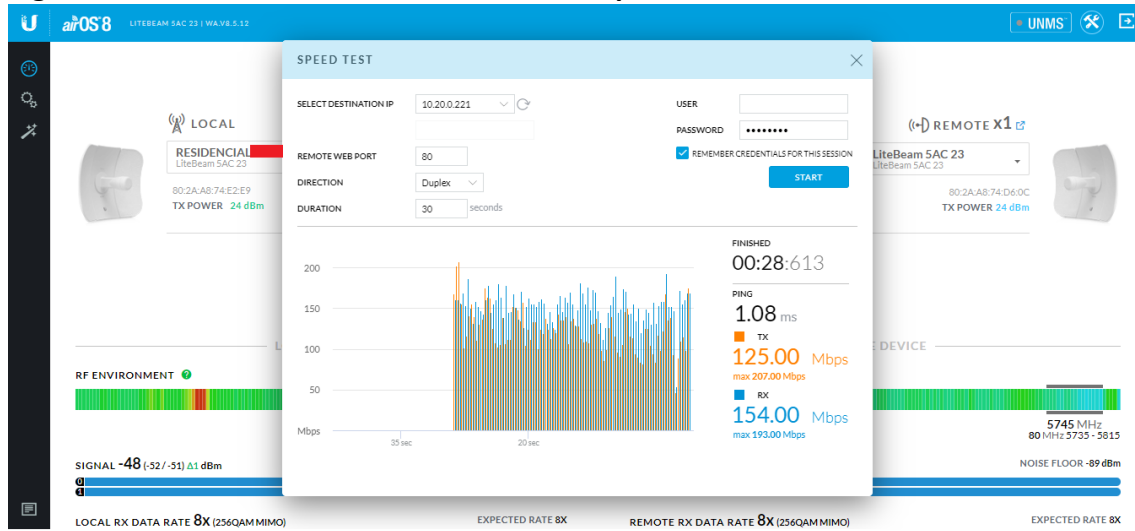 airOS 8 LITEBEAM 5AC 23 | WA.V8.5.12 UNMS
SPEED TEST
SELECT DESTINATION IP 10.20.0.221
REMOTE WEB PORT 80
DIRECTION Duplex
DURATION 30 seconds
USER
PASSWORD ••••••••
REMEMBER CREDENTIALS FOR THIS SESSION
START
LOCAL
RESIDENCIAL
LiteBeam 5AC 23
80:2A:A8:74:E2:E9
TX POWER 24 dBm
REMOTE X1
LiteBeam 5AC 23
LiteBeam 5AC 23
80:2A:A8:74:D6:0C
TX POWER 24 dBm
200
150
100
50
Mbps
35 sec 20 sec
FINISHED
00:28:613
PING
1.08 ms
TX
125.00 Mbps
max 207.00 Mbps
RX
154.00 Mbps
max 193.00 Mbps
DEVICE
RF ENVIRONMENT
5745 MHz
80 MHz 5735 - 5815
SIGNAL -48 (-52 / -51) Δ1 dBm NOISE FLOOR -89 dBm
0
1
LOCAL RX DATA RATE 8X (256QAM MIMO) EXPECTED RATE 8X REMOTE RX DATA RATE 8X (256QAM MIMO) EXPECTED RATE 8X